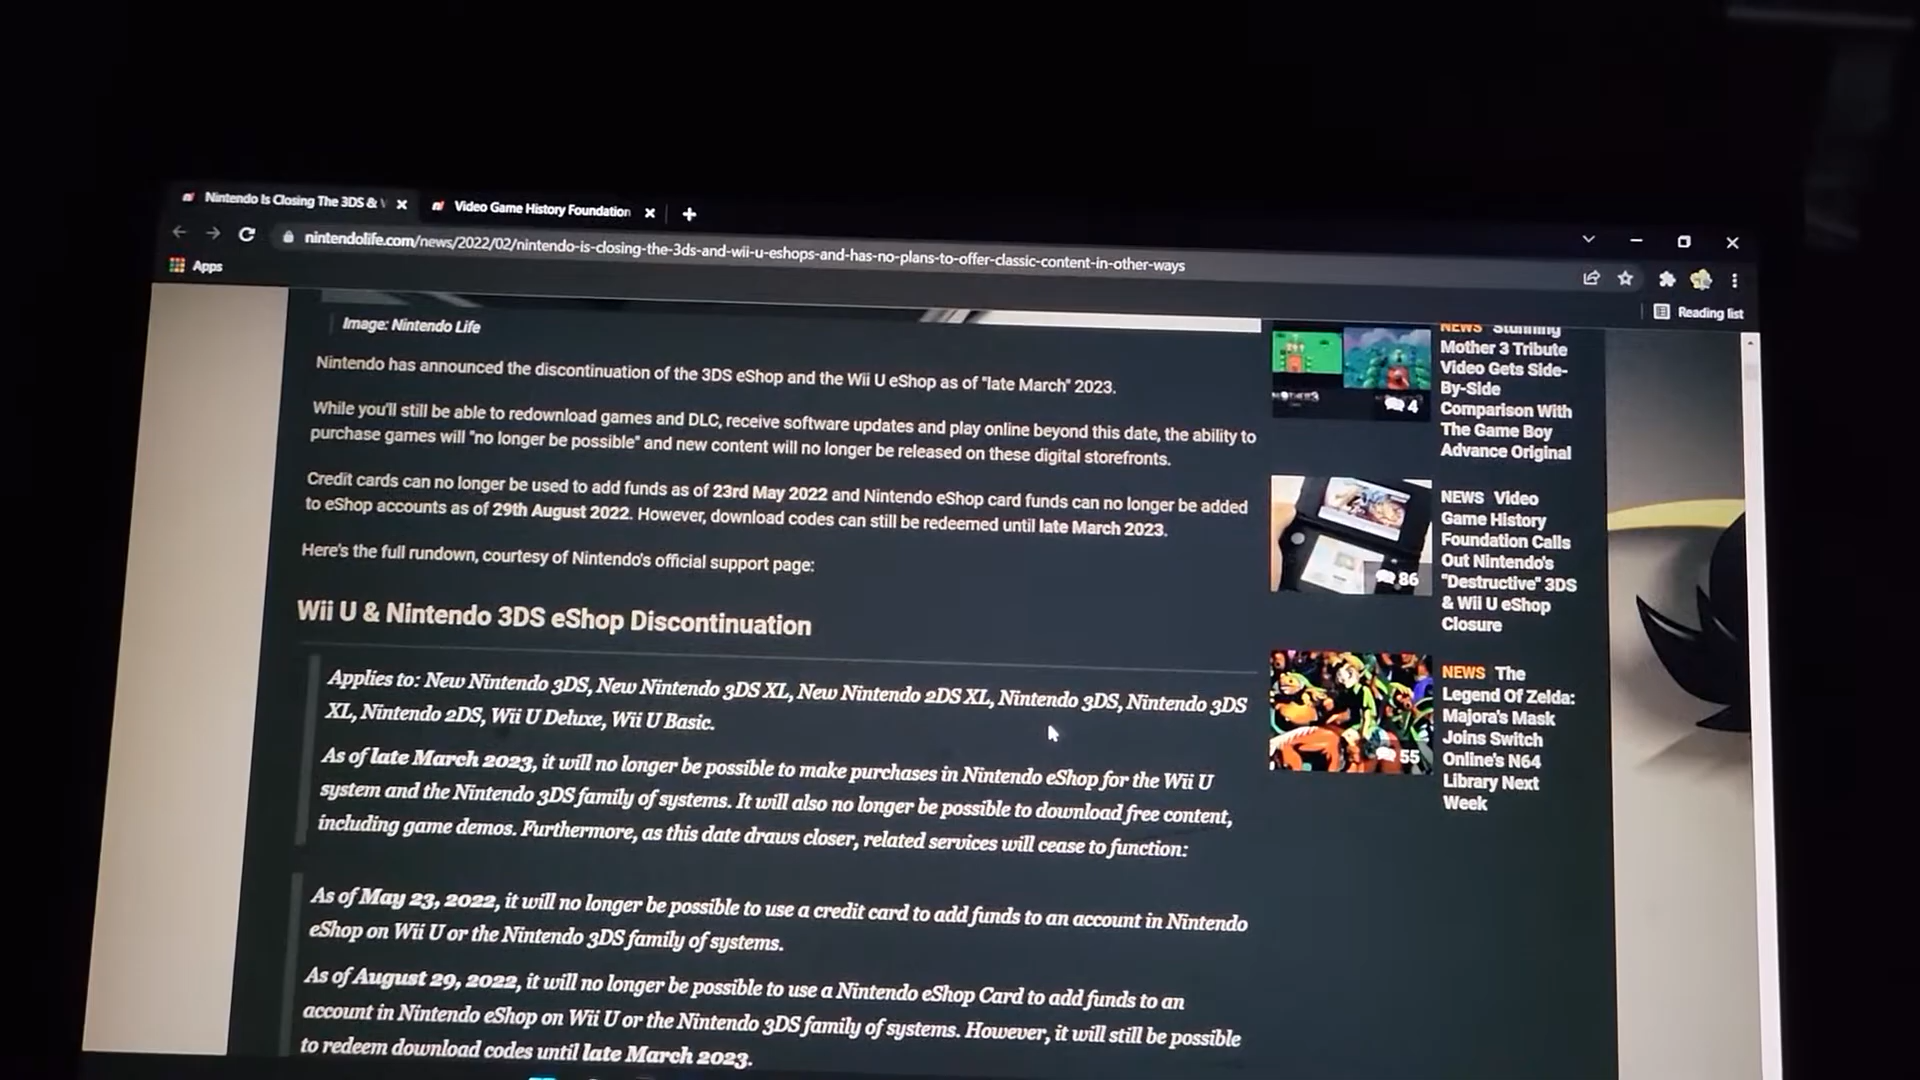 Nintendo Is Closing The 3DS &
Video Game History Foundation
nintendolife.com/news/2022/02/nintendo-is-closing-the-3ds-and-wii-u-eshops-and-has-no-plans-to-offer-classic-content-in-other-ways
Apps
Reading list
Image: Nintendo Life
Nintendo has announced the discontinuation of the 3DS eShop and the Wii U eShop as of "late March" 2023.
While you'll still be able to redownload games and DLC, receive software updates and play online beyond this date, the ability to
purchase games will "no longer be possible" and new content will no longer be released on these digital storefronts.
Credit cards can no longer be used to add funds as of 23rd May 2022 and Nintendo eShop card funds can no longer be added
to eShop accounts as of 29th August 2022. However, download codes can still be redeemed until late March 2023.
Here's the full rundown, courtesy of Nintendo's official support page:
Wii U & Nintendo 3DS eShop Discontinuation
Applies to: New Nintendo 3DS, New Nintendo 3DS XL, New Nintendo 2DS XL, Nintendo 3DS, Nintendo 3DS
XL, Nintendo 2DS, Wii U Deluxe, Wii U Basic.
As of late March 2023, it will no longer be possible to make purchases in Nintendo eShop for the Wii U
system and the Nintendo 3DS family of systems. It will also no longer be possible to download free content,
including game demos. Furthermore, as this date draws closer, related services will cease to function:
As of May 23, 2022, it will no longer be possible to use a credit card to add funds to an account in Nintendo
eShop on Wii U or the Nintendo 3DS family of systems.
As of August 29, 2022, it will no longer be possible to use a Nintendo eShop Card to add funds to an
account in Nintendo eShop on Wii U or the Nintendo 3DS family of systems. However, it will still be possible
to redeem download codes until late March 2023.
NEWS Stunning
Mother 3 Tribute
Video Gets Side-
By-Side
Comparison With
The Game Boy
Advance Original
4
NEWS Video
Game History
Foundation Calls
Out Nintendo's
"Destructive" 3DS
& Wii U eShop
Closure
86
NEWS The
Legend Of Zelda:
Majora's Mask
Joins Switch
Online's N64
Library Next
Week
55